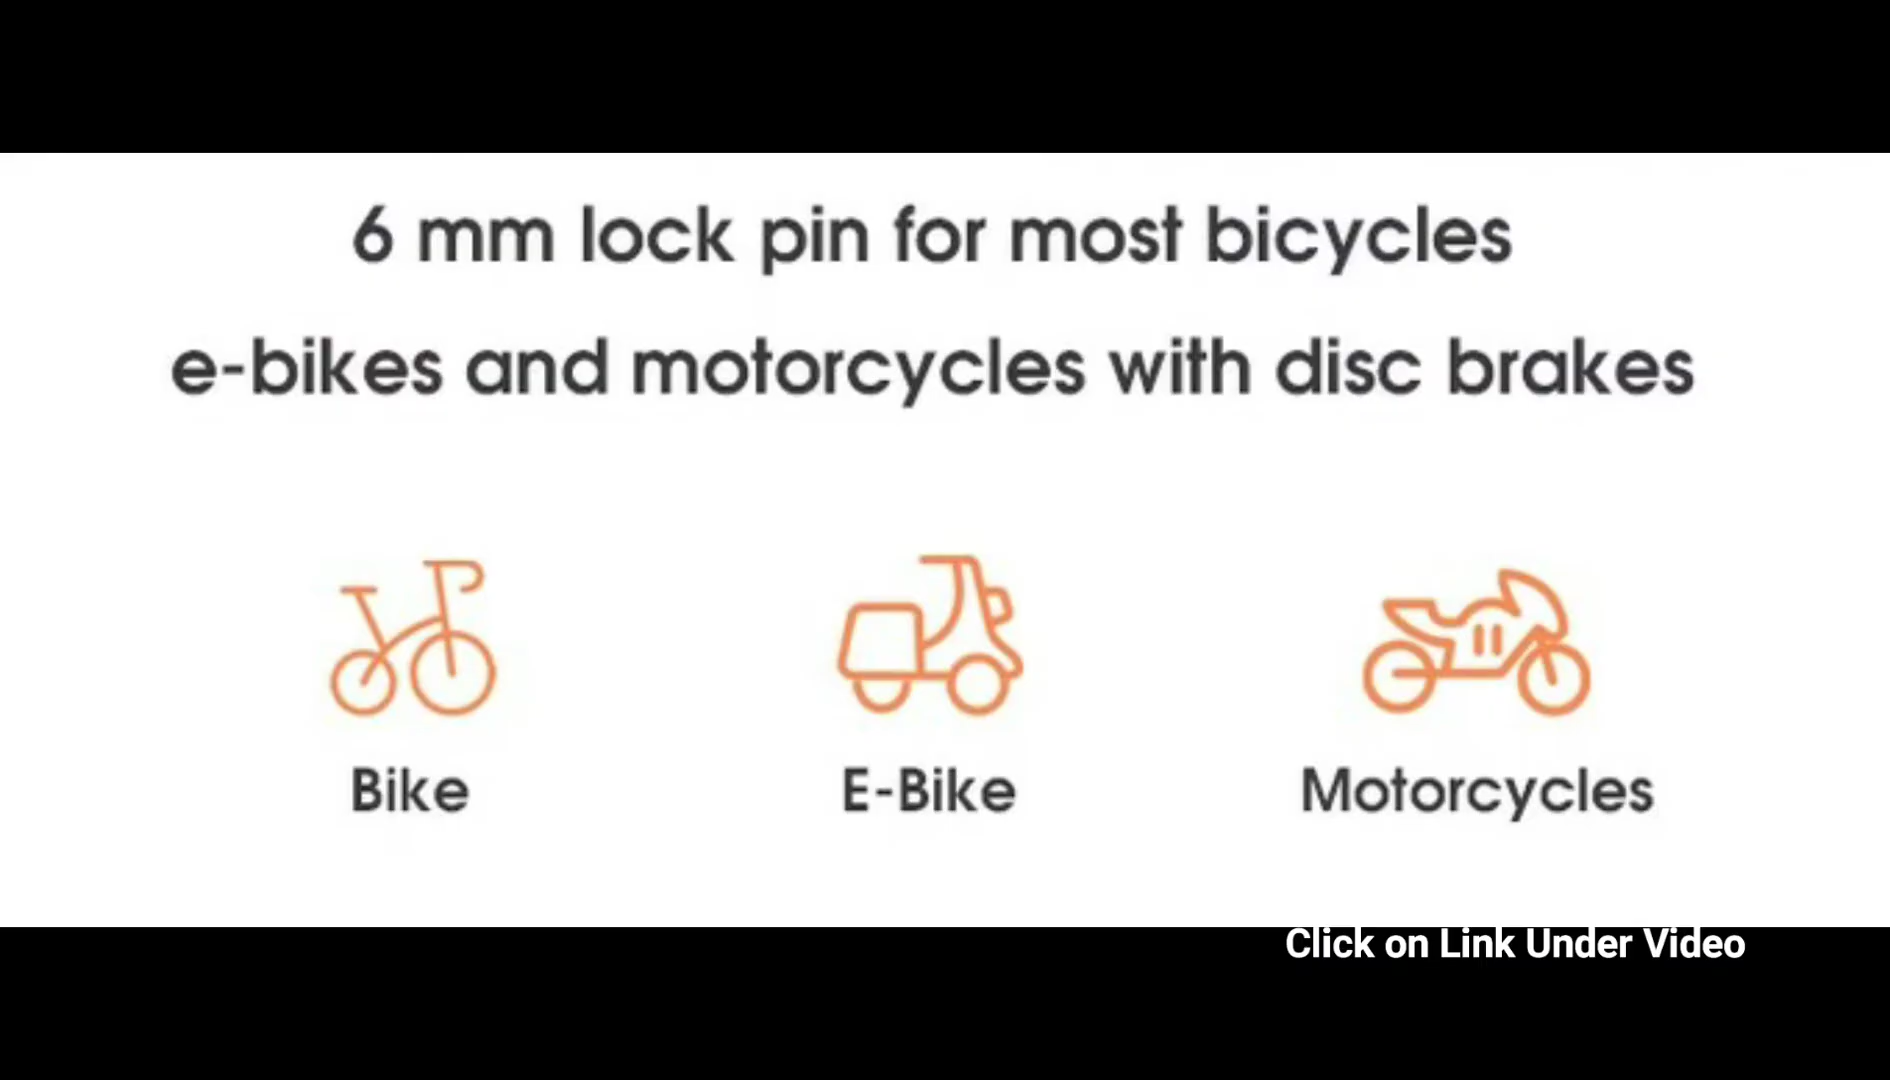 6 mm lock pin for most bicycles
e-bikes and motorcycles with disc brakes
Bike
E-Bike
Motorcycles
Click on Link Under Video